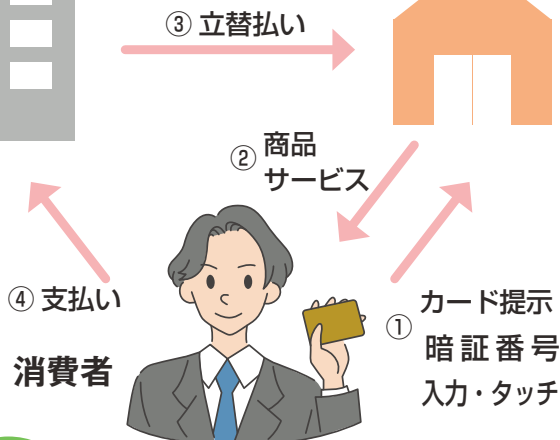 ③ 立替払い
② 商品
サービス
④ 支払い
消費者
① カード提示
暗証番号
入力・タッチ